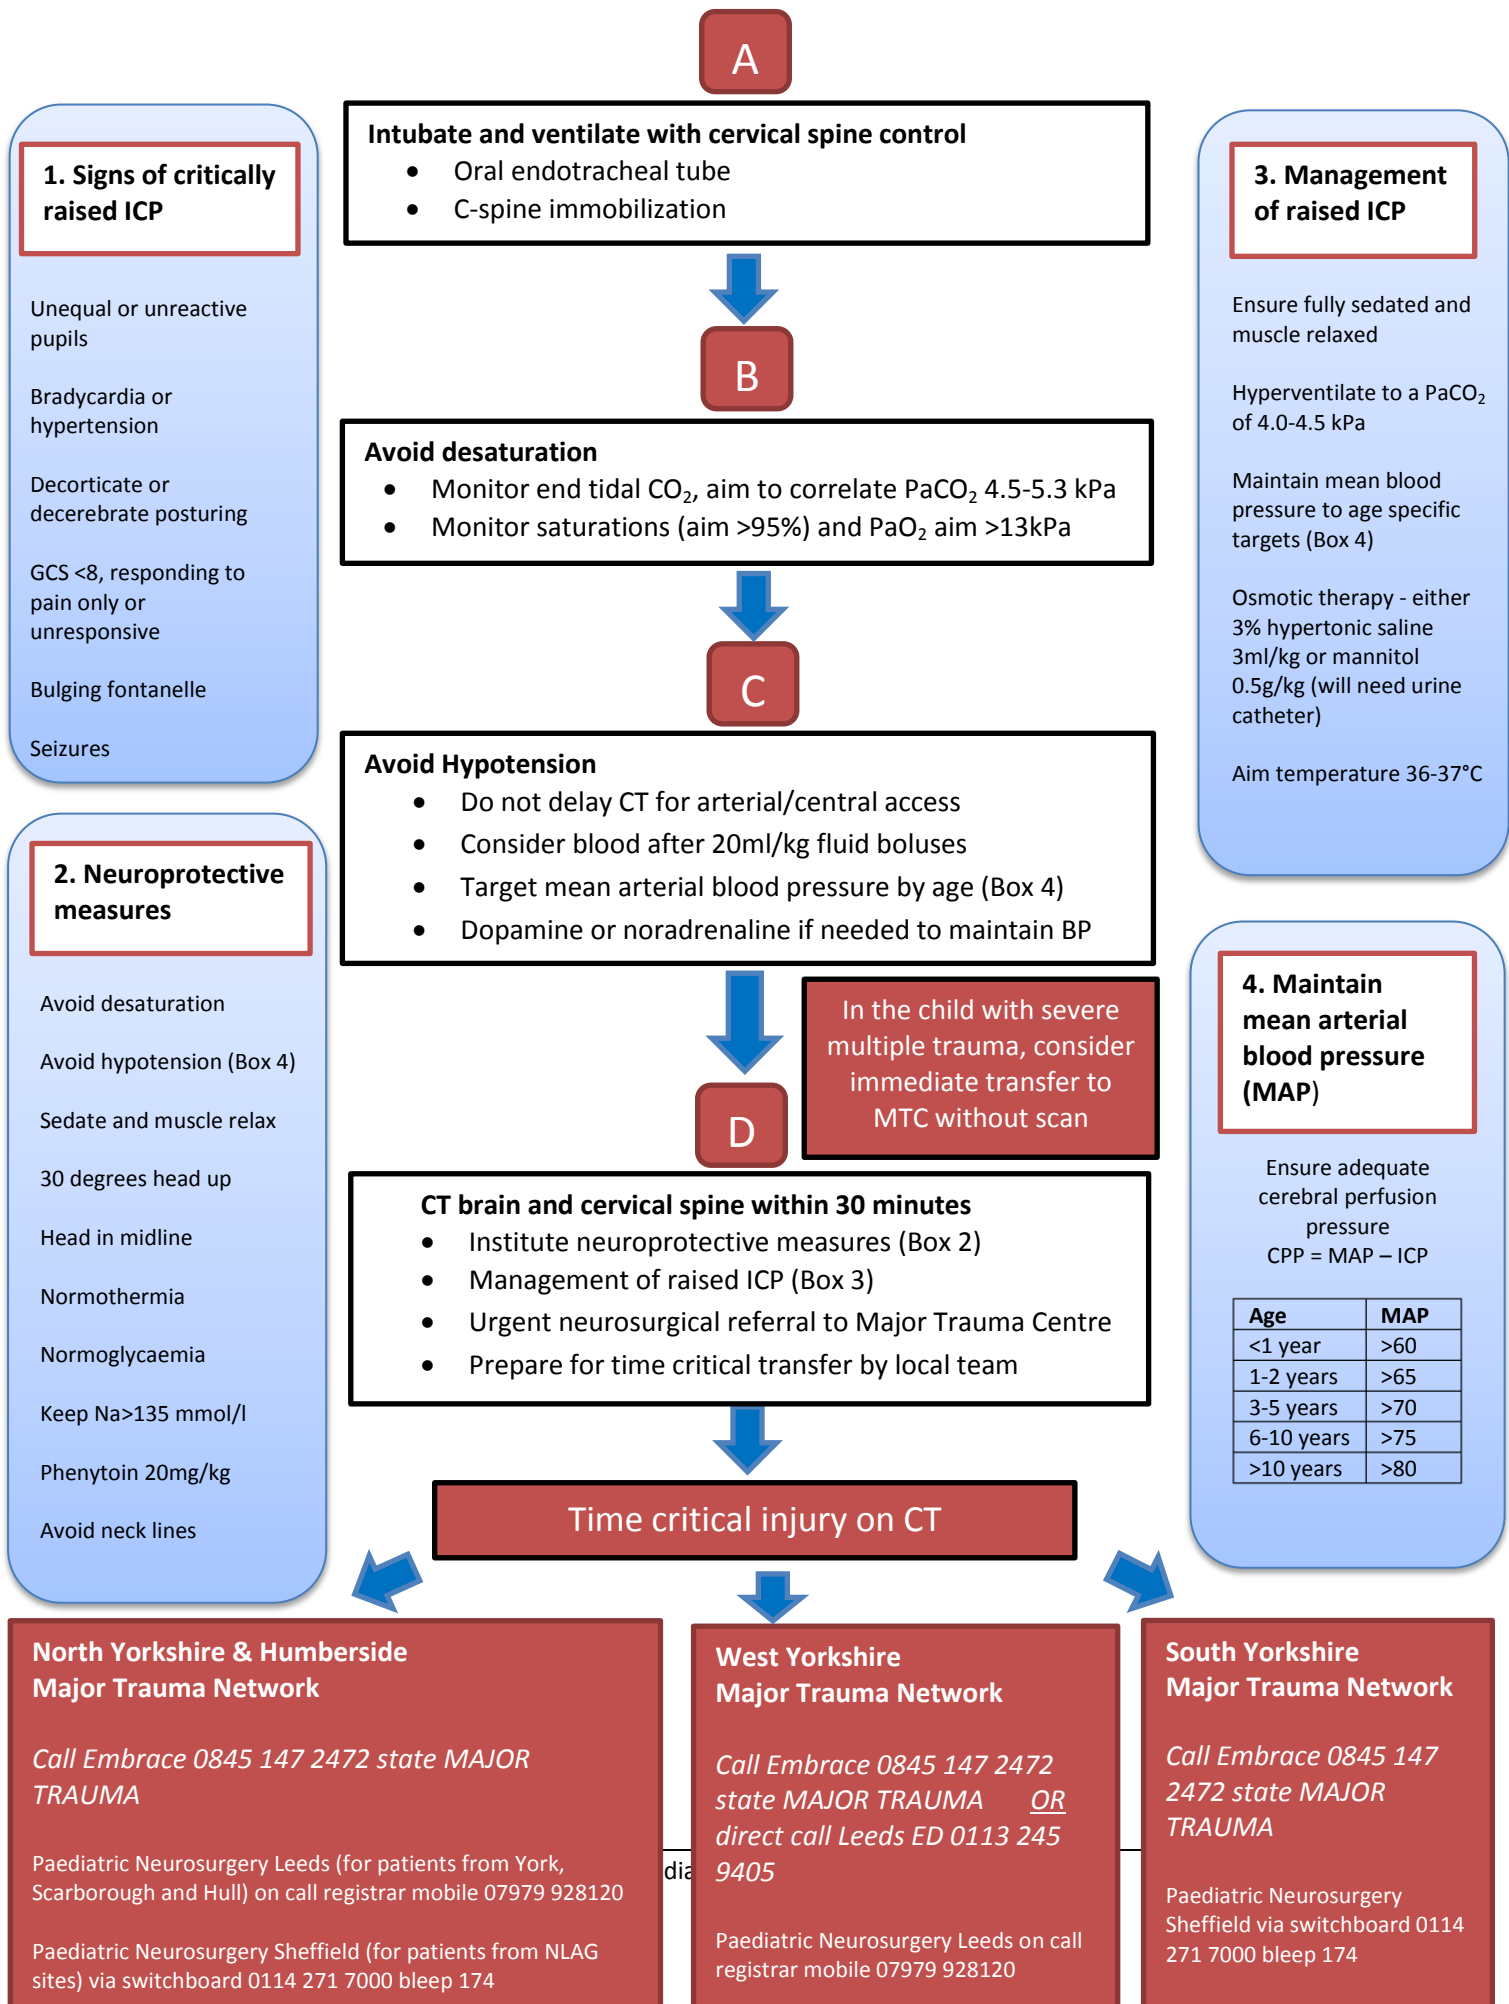 A
Intubate and ventilate with cervical spine control
• Oral endotracheal tube
• C-spine immobilization
1. Signs of critically
raised ICP
Unequal or unreactive
pupils
Bradycardia or
hypertension
Decorticate or
decerebrate posturing
GCS <8, responding to
pain only or
unresponsive
Bulging fontanelle
Seizures
3. Management
of raised ICP
Ensure fully sedated and
muscle relaxed
Hyperventilate to a PaCO₂
of 4.0-4.5 kPa
Maintain mean blood
pressure to age specific
targets (Box 4)
Osmotic therapy - either
3% hypertonic saline
3ml/kg or mannitol
0.5g/kg (will need urine
catheter)
Aim temperature 36-37°C
B
Avoid desaturation
• Monitor end tidal CO₂, aim to correlate PaCO₂ 4.5-5.3 kPa
• Monitor saturations (aim >95%) and PaO₂ aim >13kPa
C
Avoid Hypotension
• Do not delay CT for arterial/central access
• Consider blood after 20ml/kg fluid boluses
• Target mean arterial blood pressure by age (Box 4)
• Dopamine or noradrenaline if needed to maintain BP
2. Neuroprotective
measures
Avoid desaturation
Avoid hypotension (Box 4)
Sedate and muscle relax
30 degrees head up
Head in midline
Normothermia
Normoglycaemia
Keep Na>135 mmol/l
Phenytoin 20mg/kg
Avoid neck lines
In the child with severe
multiple trauma, consider
immediate transfer to
MTC without scan
4. Maintain
mean arterial
blood pressure
(MAP)
Ensure adequate
cerebral perfusion
pressure
CPP = MAP – ICP
Age MAP
<1 year >60
1-2 years >65
3-5 years >70
6-10 years >75
>10 years >80
D
CT brain and cervical spine within 30 minutes
• Institute neuroprotective measures (Box 2)
• Management of raised ICP (Box 3)
• Urgent neurosurgical referral to Major Trauma Centre
• Prepare for time critical transfer by local team
Time critical injury on CT
North Yorkshire & Humberside
Major Trauma Network
Call Embrace 0845 147 2472 state MAJOR
TRAUMA
Paediatric Neurosurgery Leeds (for patients from York,
Scarborough and Hull) on call registrar mobile 07979 928120
Paediatric Neurosurgery Sheffield (for patients from NLAG
sites) via switchboard 0114 271 7000 bleep 174
dia
West Yorkshire
Major Trauma Network
Call Embrace 0845 147 2472
state MAJOR TRAUMA OR
direct call Leeds ED 0113 245
9405
Paediatric Neurosurgery Leeds on call
registrar mobile 07979 928120
South Yorkshire
Major Trauma Network
Call Embrace 0845 147
2472 state MAJOR
TRAUMA
Paediatric Neurosurgery
Sheffield via switchboard 0114
271 7000 bleep 174